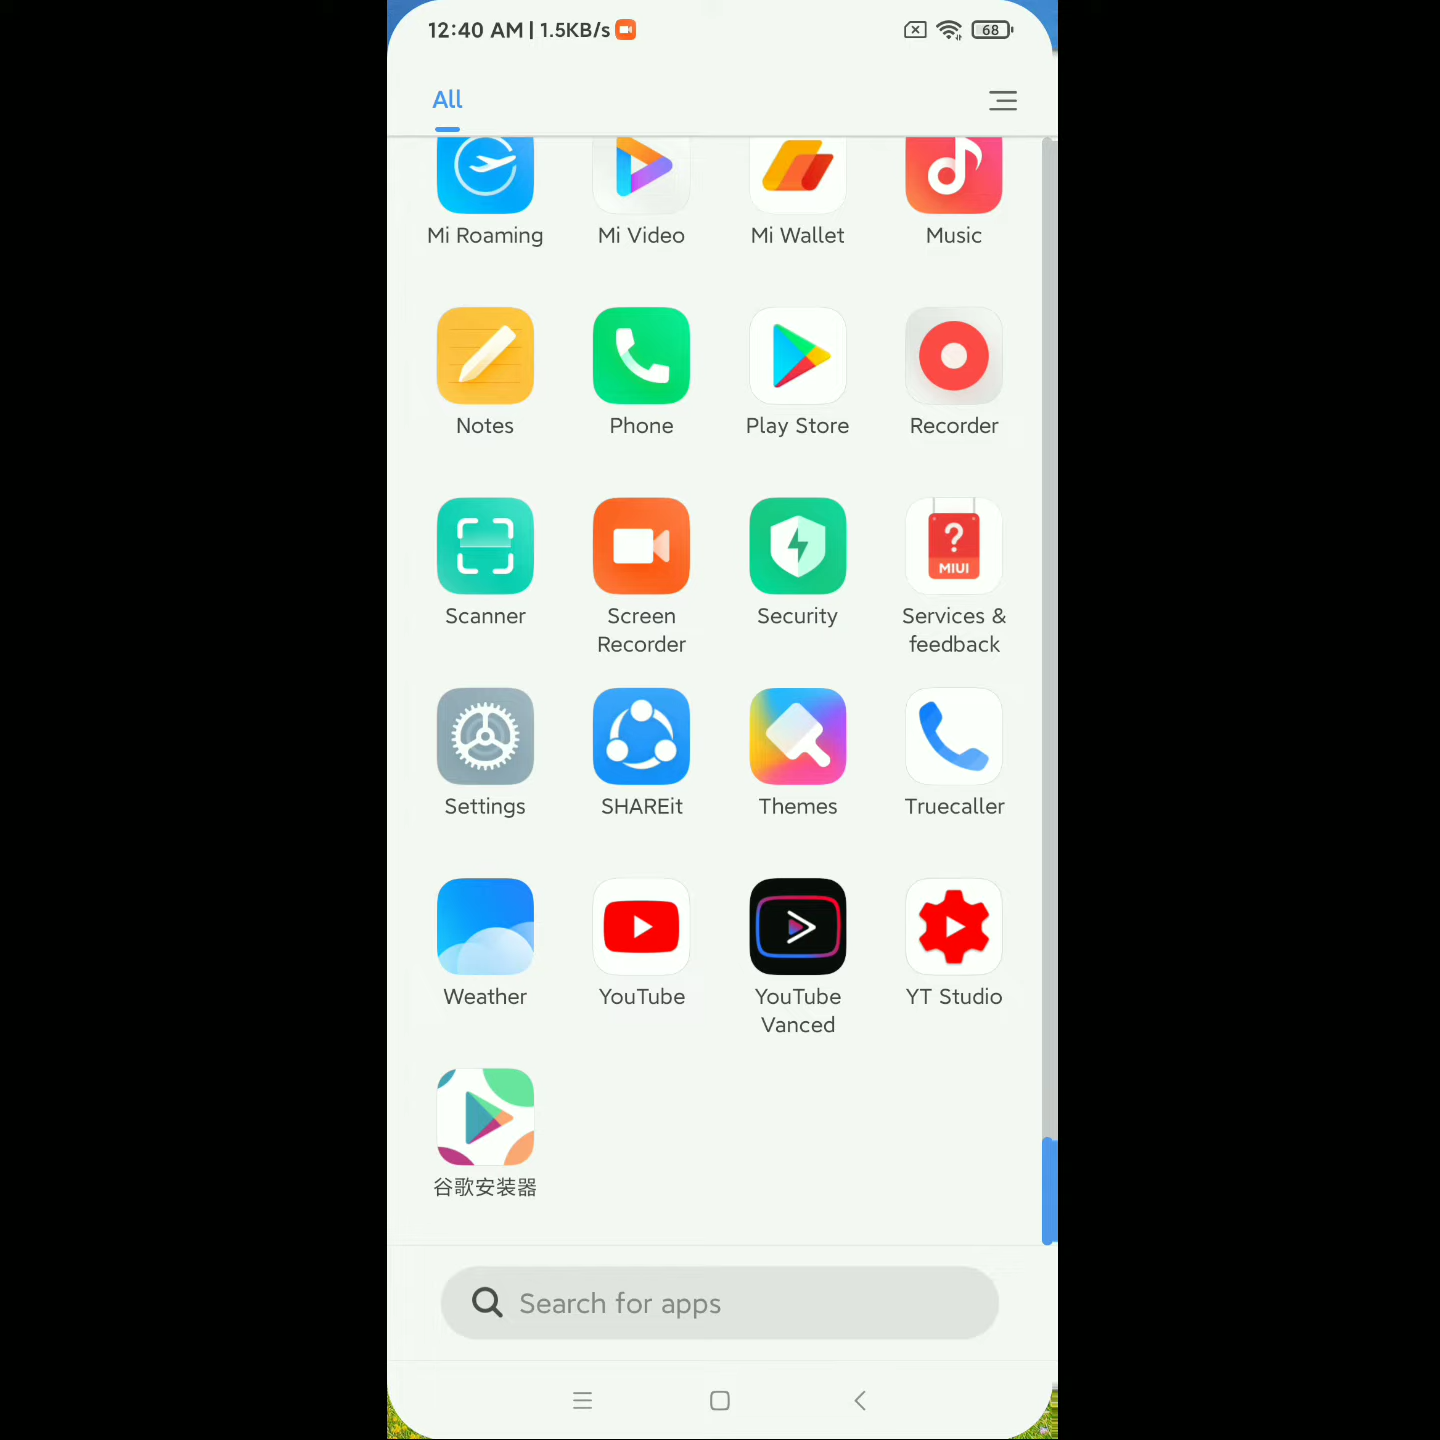 12:40 AM | 1.5KB/s
68
All
Mi Roaming
Mi Video
Mi Wallet
Music
Notes
Phone
Play Store
Recorder
Scanner
Screen
Recorder
Security
MIUI
Services &
feedback
Settings
SHAREit
Themes
Truecaller
Weather
YouTube
YouTube
Vanced
YT Studio
谷歌安装器
Search for apps